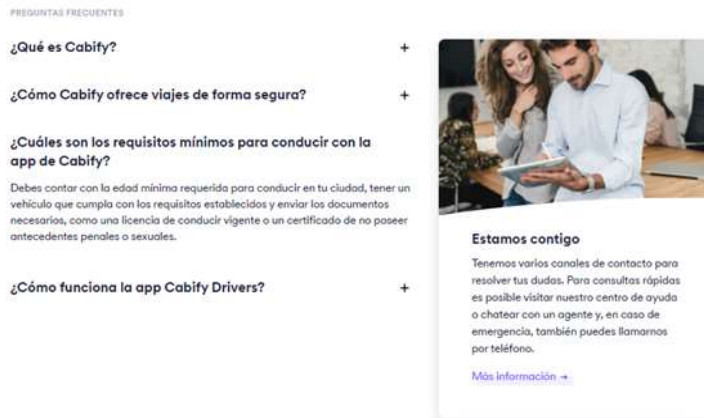 PREGUNTAS FRECUENTES
¿Qué es Cabify? +
¿Cómo Cabify ofrece viajes de forma segura? +
¿Cuáles son los requisitos mínimos para conducir con la
app de Cabify?
Debes contar con la edad mínima requerida para conducir en tu ciudad, tener un
vehículo que cumpla con los requisitos establecidos y enviar los documentos
necesarios, como una licencia de conducir vigente o un certificado de no poseer
antecedentes penales o sexuales.
¿Cómo funciona la app Cabify Drivers? +
Estamos contigo
Tenemos varios canales de contacto para
resolver tus dudas. Para consultas rápidas
es posible visitar nuestro centro de ayuda
o chatear con un agente y, en caso de
emergencia, también puedes llamarnos
por teléfono.
Más información →